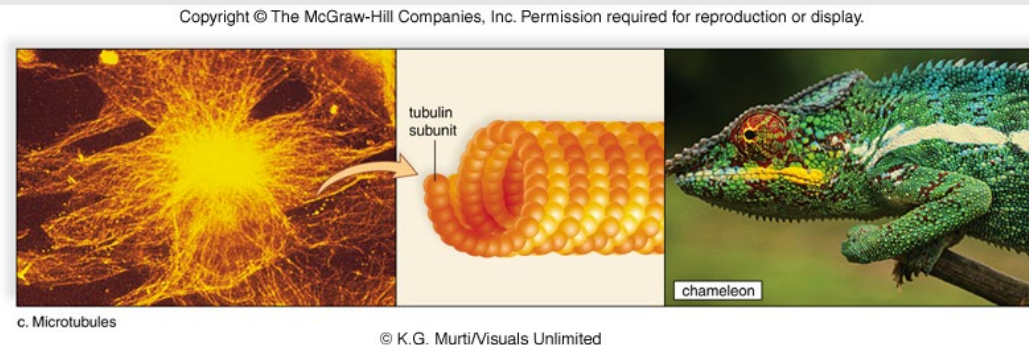 Copyright © The McGraw-Hill Companies, Inc. Permission required for reproduction or display.
tubulin
subunit
chameleon
c. Microtubules
© K.G. Murti/Visuals Unlimited